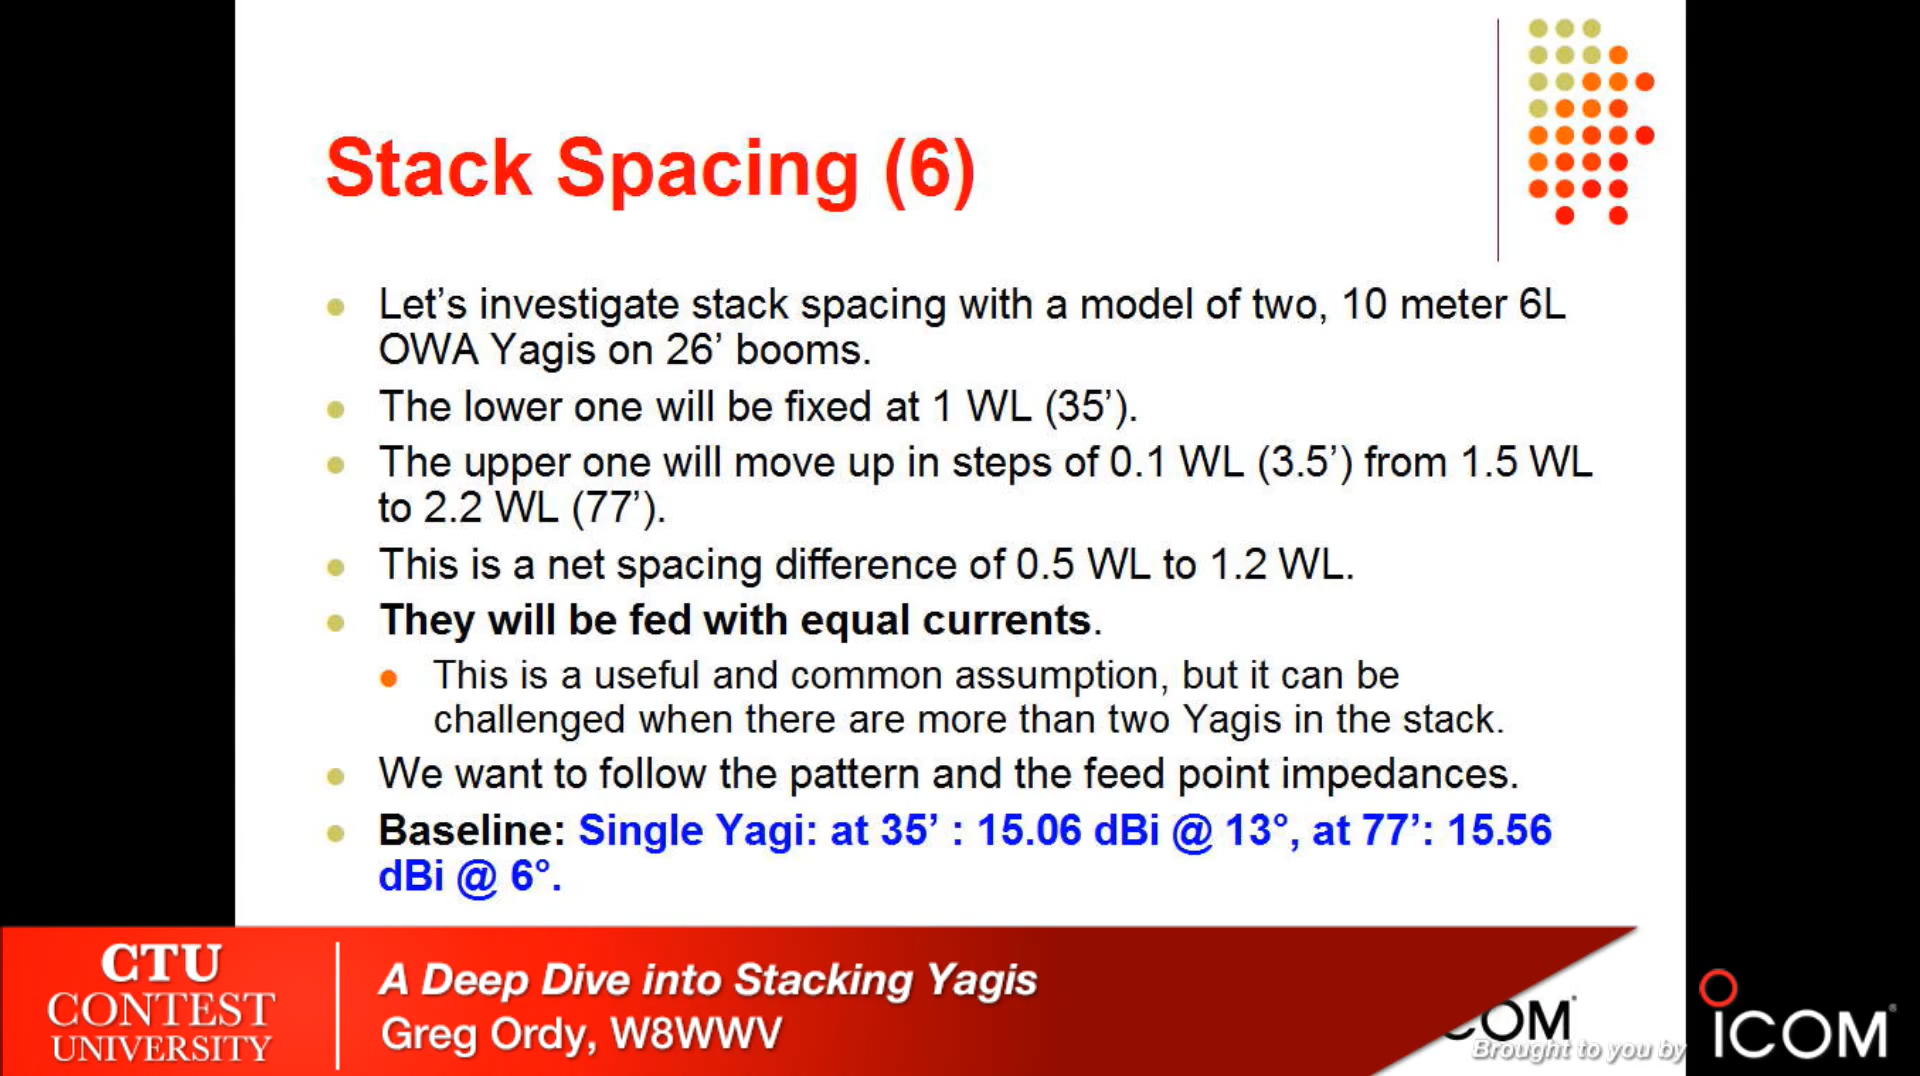 Stack Spacing (6)
Let's investigate stack spacing with a model of two, 10 meter 6L
OWA Yagis on 26' booms.
The lower one will be fixed at 1 WL (35').
The upper one will move up in steps of 0.1 WL (3.5') from 1.5 WL
to 2.2 WL (77').
This is a net spacing difference of 0.5 WL to 1.2 WL.
They will be fed with equal currents.
This is a useful and common assumption, but it can be
challenged when there are more than two Yagis in the stack.
We want to follow the pattern and the feed point impedances.
Baseline: Single Yagi: at 35' : 15.06 dBi @ 13°, at 77': 15.56
dBi @ 6°.
CTU
CONTEST
UNIVERSITY
A Deep Dive into Stacking Yagis
Greg Ordy, W8WWV
COM
Brought to you by
ICOM